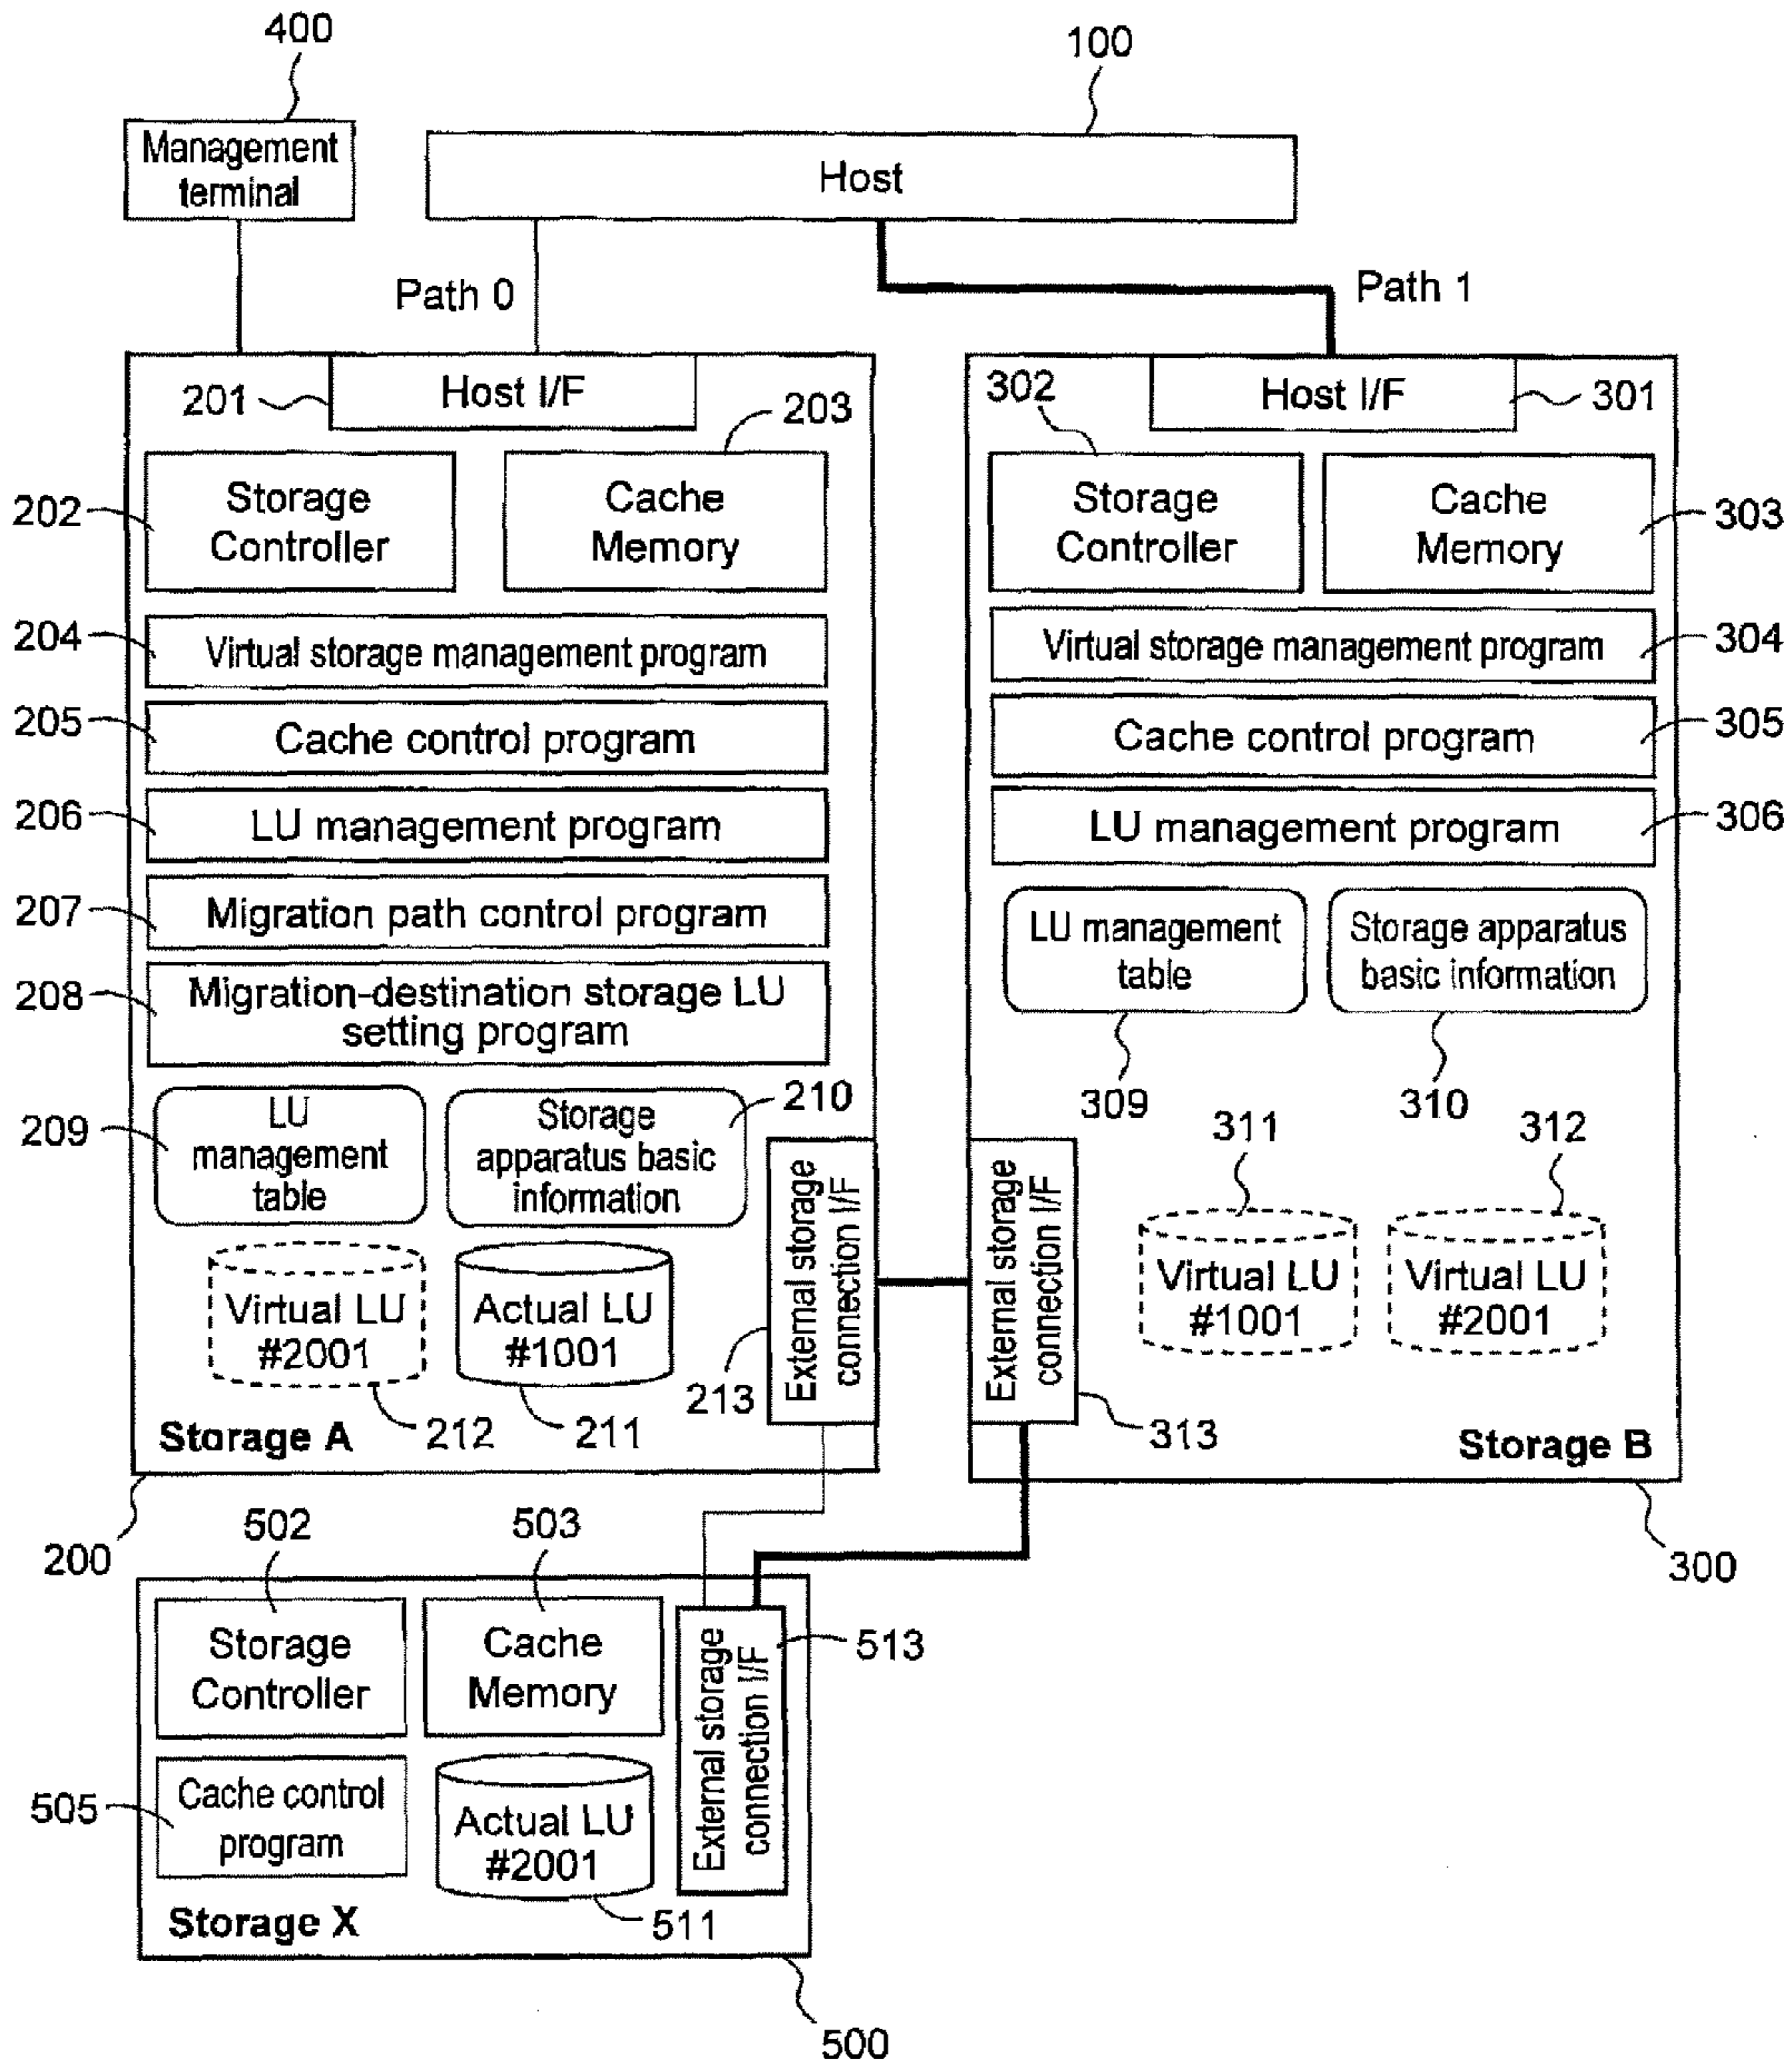 400
100
Management
terminal
Host
Path 0
Path 1
201
Host I/F
203
202
Storage
Controller
Cache
Memory
204
Virtual storage management program
205
Cache control program
206
LU management program
207
Migration path control program
208
Migration-destination storage LU
setting program
209
LU
management
table
Storage
apparatus basic
information
210
External storage
connection I/F
213
Virtual LU
#2001
Actual LU
#1001
212
211
Storage A
200
302
Host I/F
301
Storage
Controller
Cache
Memory
303
Virtual storage management program
304
Cache control program
305
LU management program
306
LU management
table
Storage apparatus
basic information
309
310
311
312
External storage
connection I/F
Virtual LU
#1001
Virtual LU
#2001
313
Storage B
300
502
503
Storage
Controller
Cache
Memory
External storage
connection I/F
513
505
Cache control
program
Actual LU
#2001
511
Storage X
500